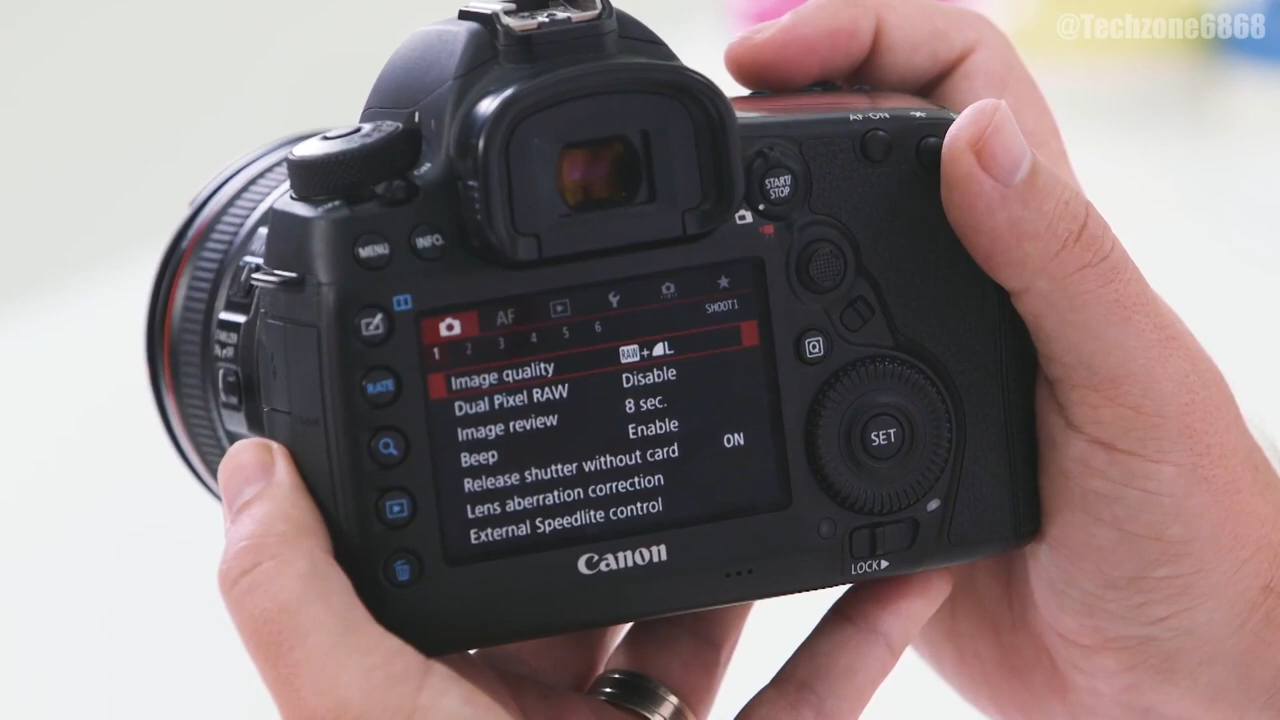 @Techzone6868
AF-ON
START/
STOP
MENU
INFO.
AF
SHOOT1
1 2 3 4 5 6
Image quality RAW+L
Dual Pixel RAW Disable
Image review 8 sec.
Beep Enable
Release shutter without card ON
Lens aberration correction
External Speedlite control
RATE
Q
SET
Canon
LOCK
STABILIZER